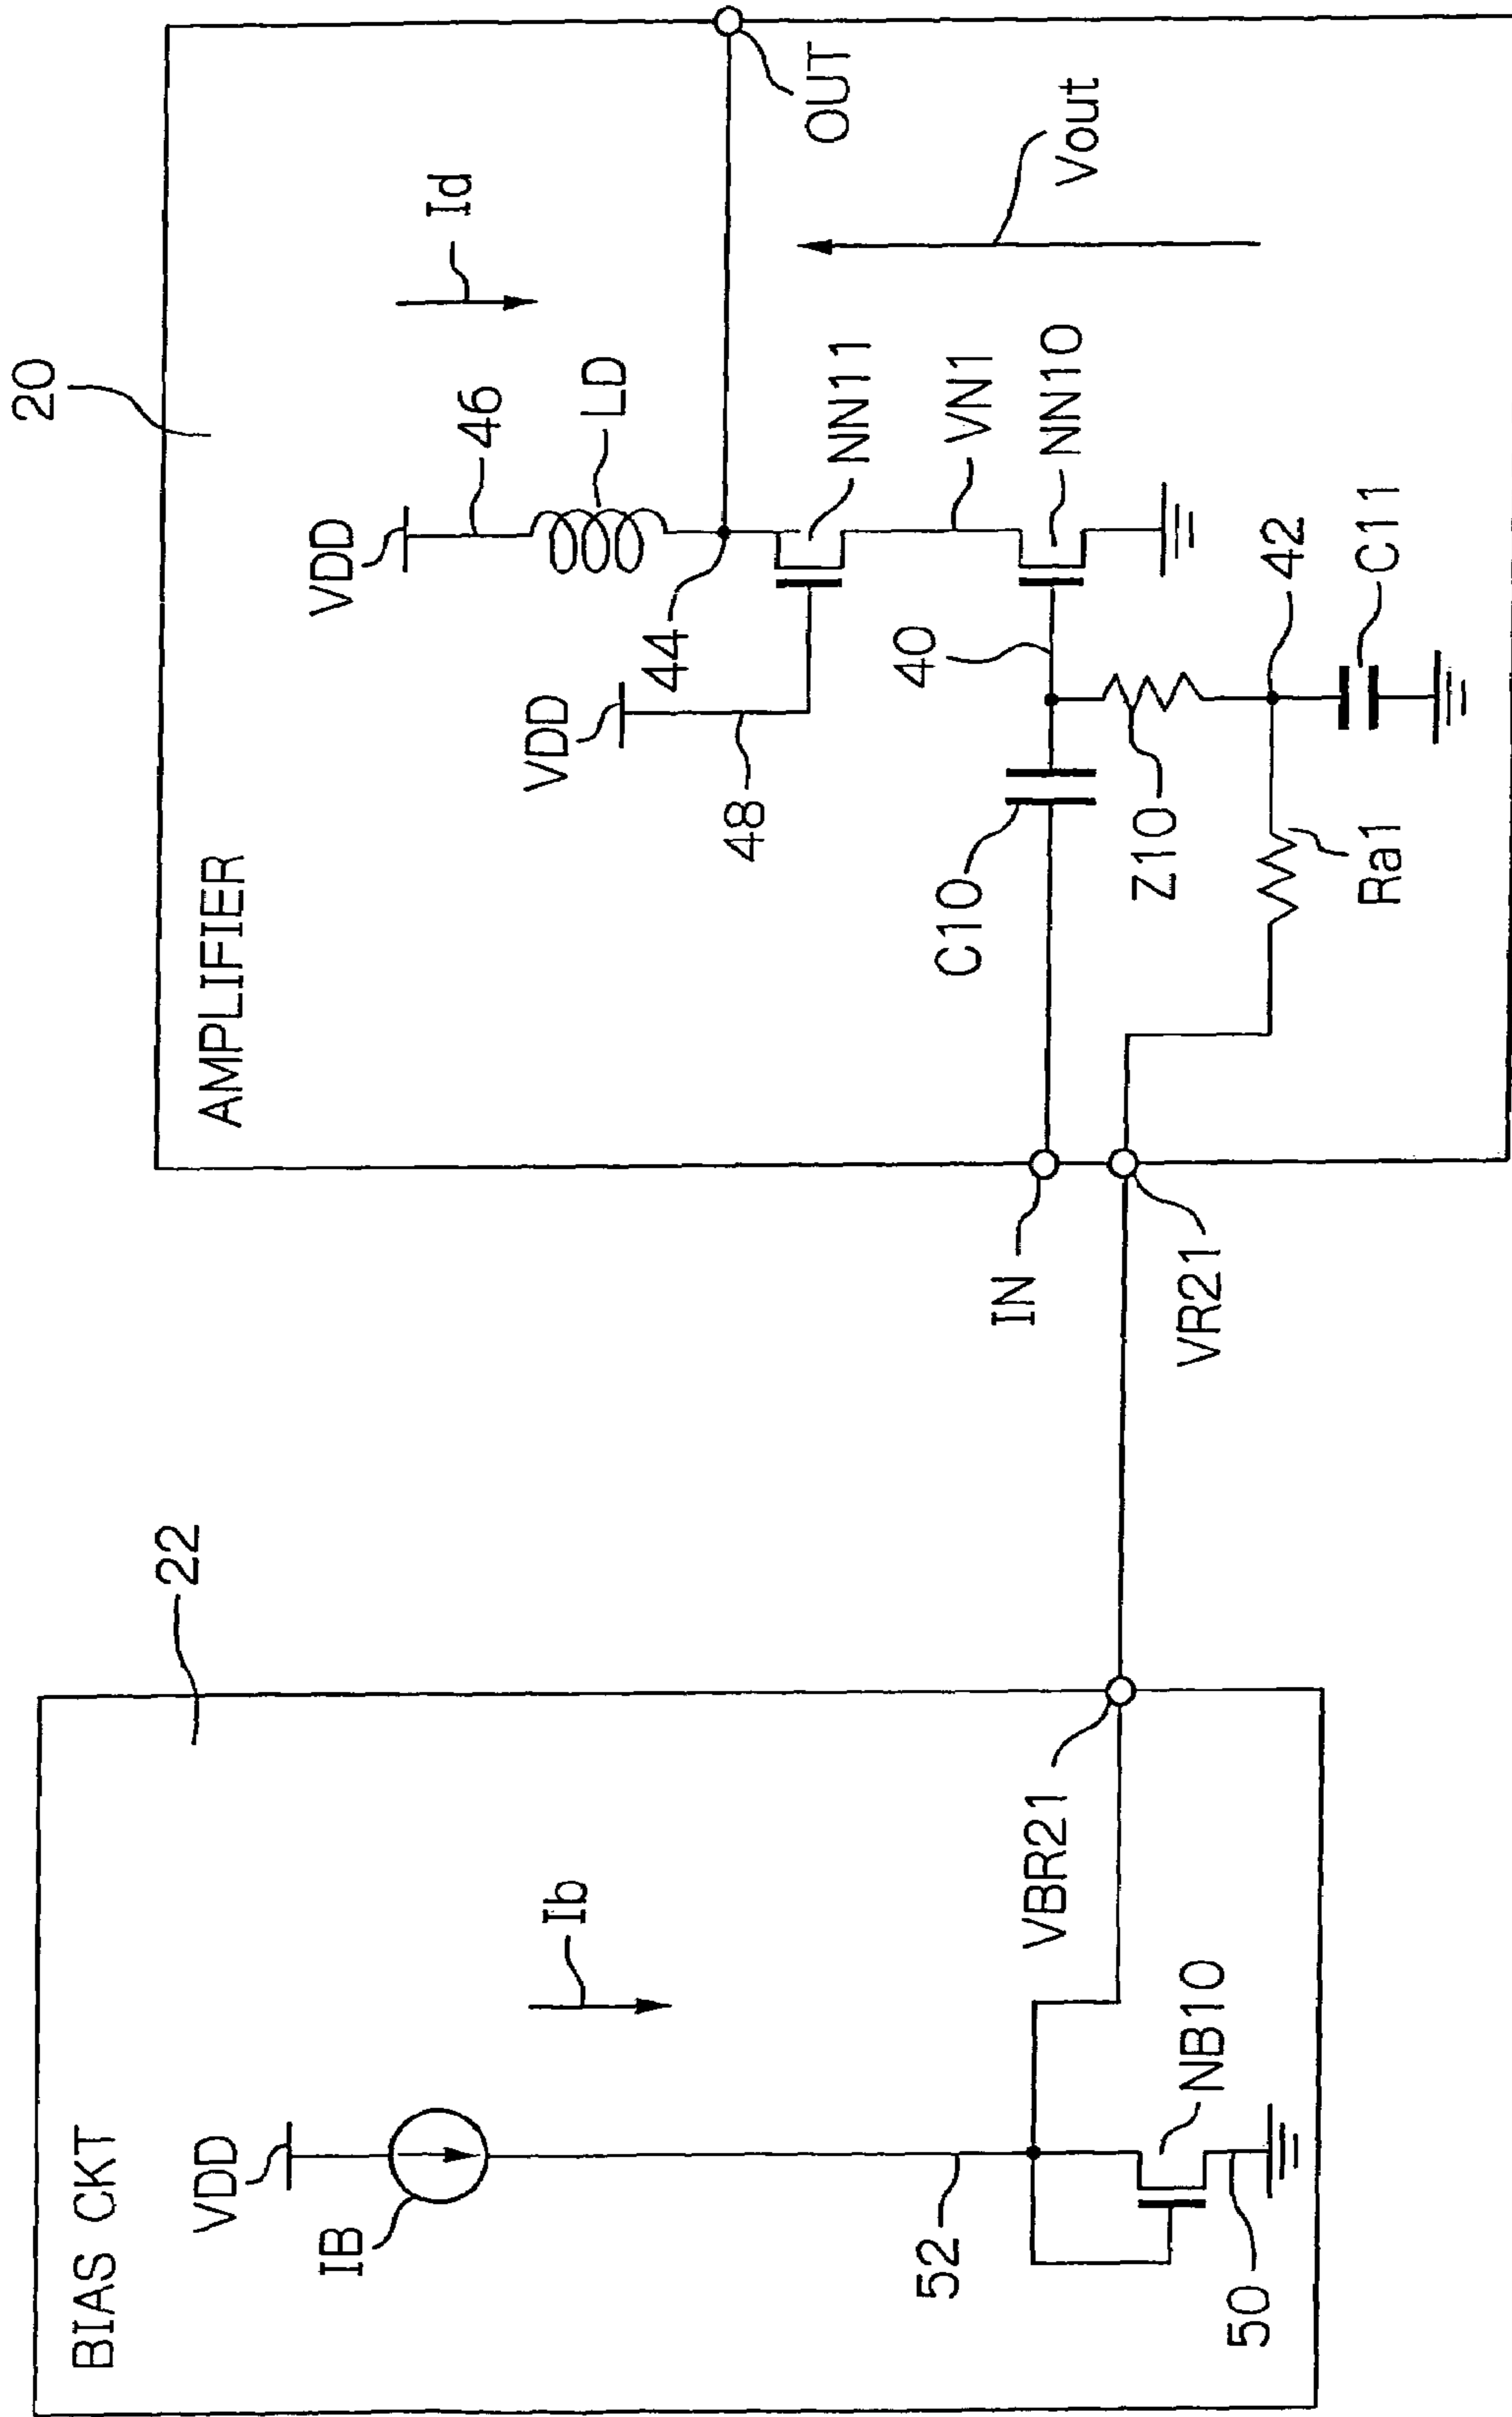 BIAS CKT
22
VDD
IB
Ib
52
VBR21
NB10
50
AMPLIFIER
20
VDD
46
Id
LD
VDD
44
OUT
48
NN11
Vout
40
VN1
C10
NN10
IN
Z10
42
VR21
Ra1
C11